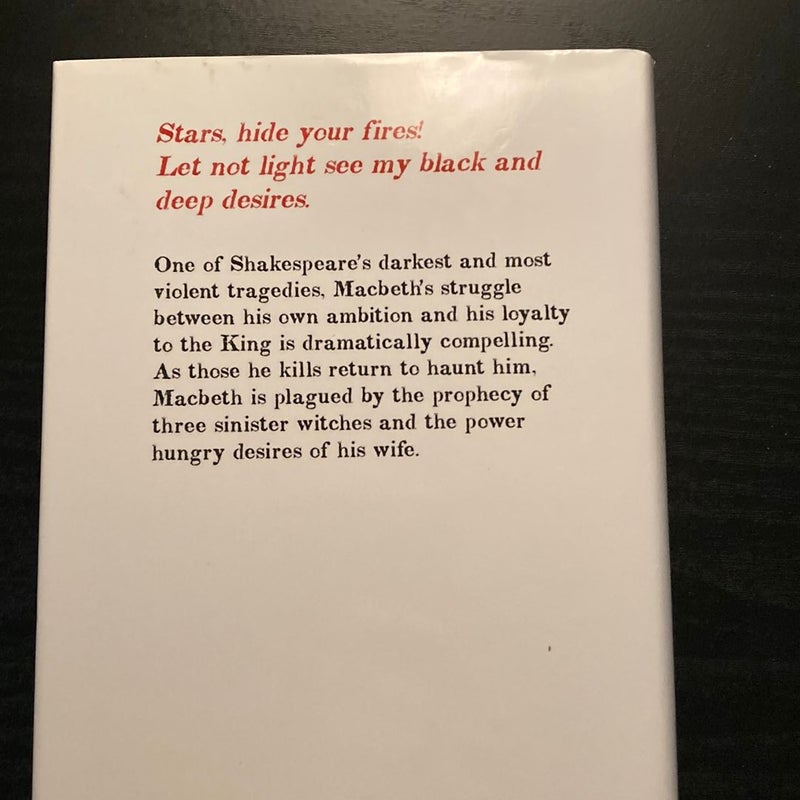 Stars, hide your fires!
Let not light see my black and
deep desires.
One of Shakespeare's darkest and most
violent tragedies, Macbeth's struggle
between his own ambition and his loyalty
to the King is dramatically compelling.
As those he kills return to haunt him,
Macbeth is plagued by the prophecy of
three sinister witches and the power
hungry desires of his wife.